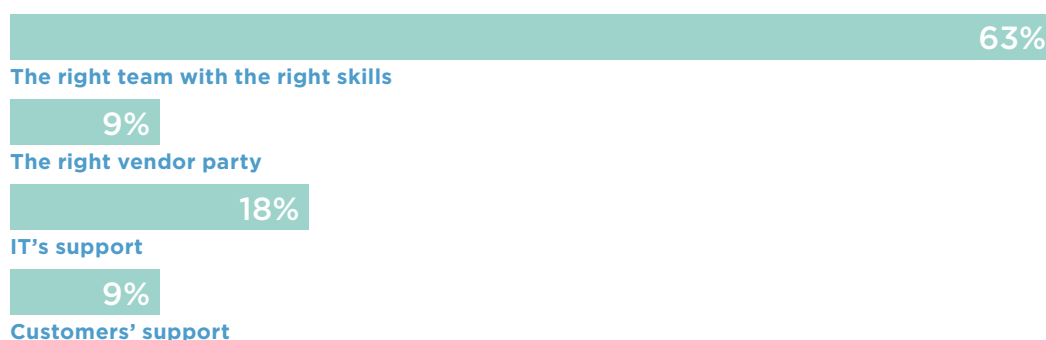 63%
The right team with the right skills
9%
The right vendor party
18%
IT’s support
9%
Customers’ support